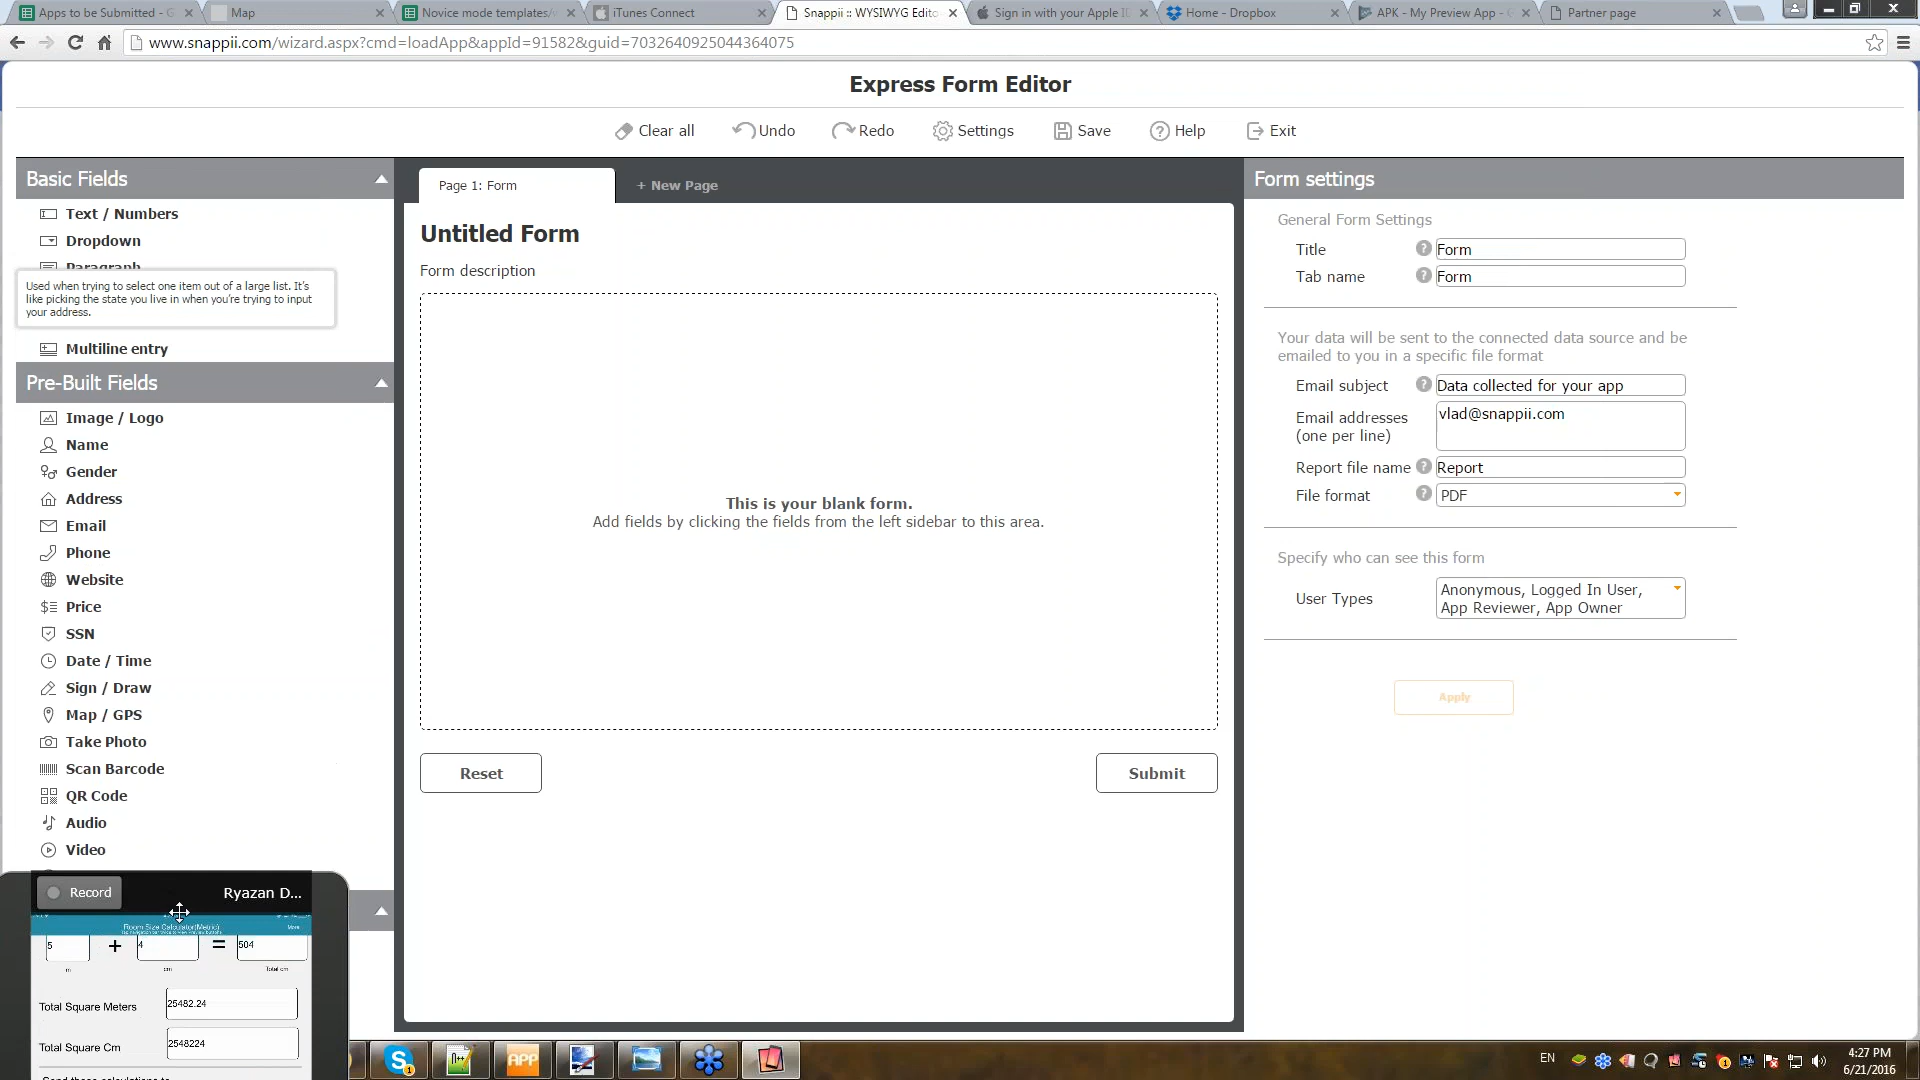 Apps to be Submitted - G
Map
Novice mode templates/
iTunes Connect
Snappii :: WYSIWYG Edito
Sign in with your Apple I
Home - Dropbox
APK - My Preview App - G
Partner page
www.snappii.com/wizard.aspx?cmd=loadApp&appId=91582&guid=7032640925044364075
Express Form Editor
Clear all
Undo
Redo
Settings
Save
Help
Exit
Basic Fields
Text / Numbers
Dropdown
Paragraph
Used when trying to select one item out of a large list. It's
like picking the state you live in when you're trying to input
your address.
Multiline entry
Pre-Built Fields
Image / Logo
Name
Gender
Address
Email
Phone
Website
Price
SSN
Date / Time
Sign / Draw
Map / GPS
Take Photo
Scan Barcode
QR Code
Audio
Video
Page 1: Form
+ New Page
Untitled Form
Form description
This is your blank form.
Add fields by clicking the fields from the left sidebar to this area.
Reset
Submit
Form settings
General Form Settings
Title
? Form
Tab name
? Form
Your data will be sent to the connected data source and be
emailed to you in a specific file format
Email subject
? Data collected for your app
Email addresses
(one per line)
vlad@snappii.com
Report file name
? Report
File format
? PDF
Specify who can see this form
User Types
Anonymous, Logged In User,
App Reviewer, App Owner
Apply
Record
Ryazan D...
Room Size Calculator(Metric)
More
5 + 4 = 504
m
cm
Total cm
Total Square Meters
25482.24
Total Square Cm
2548224
APP
EN
4:27 PM
6/21/2016